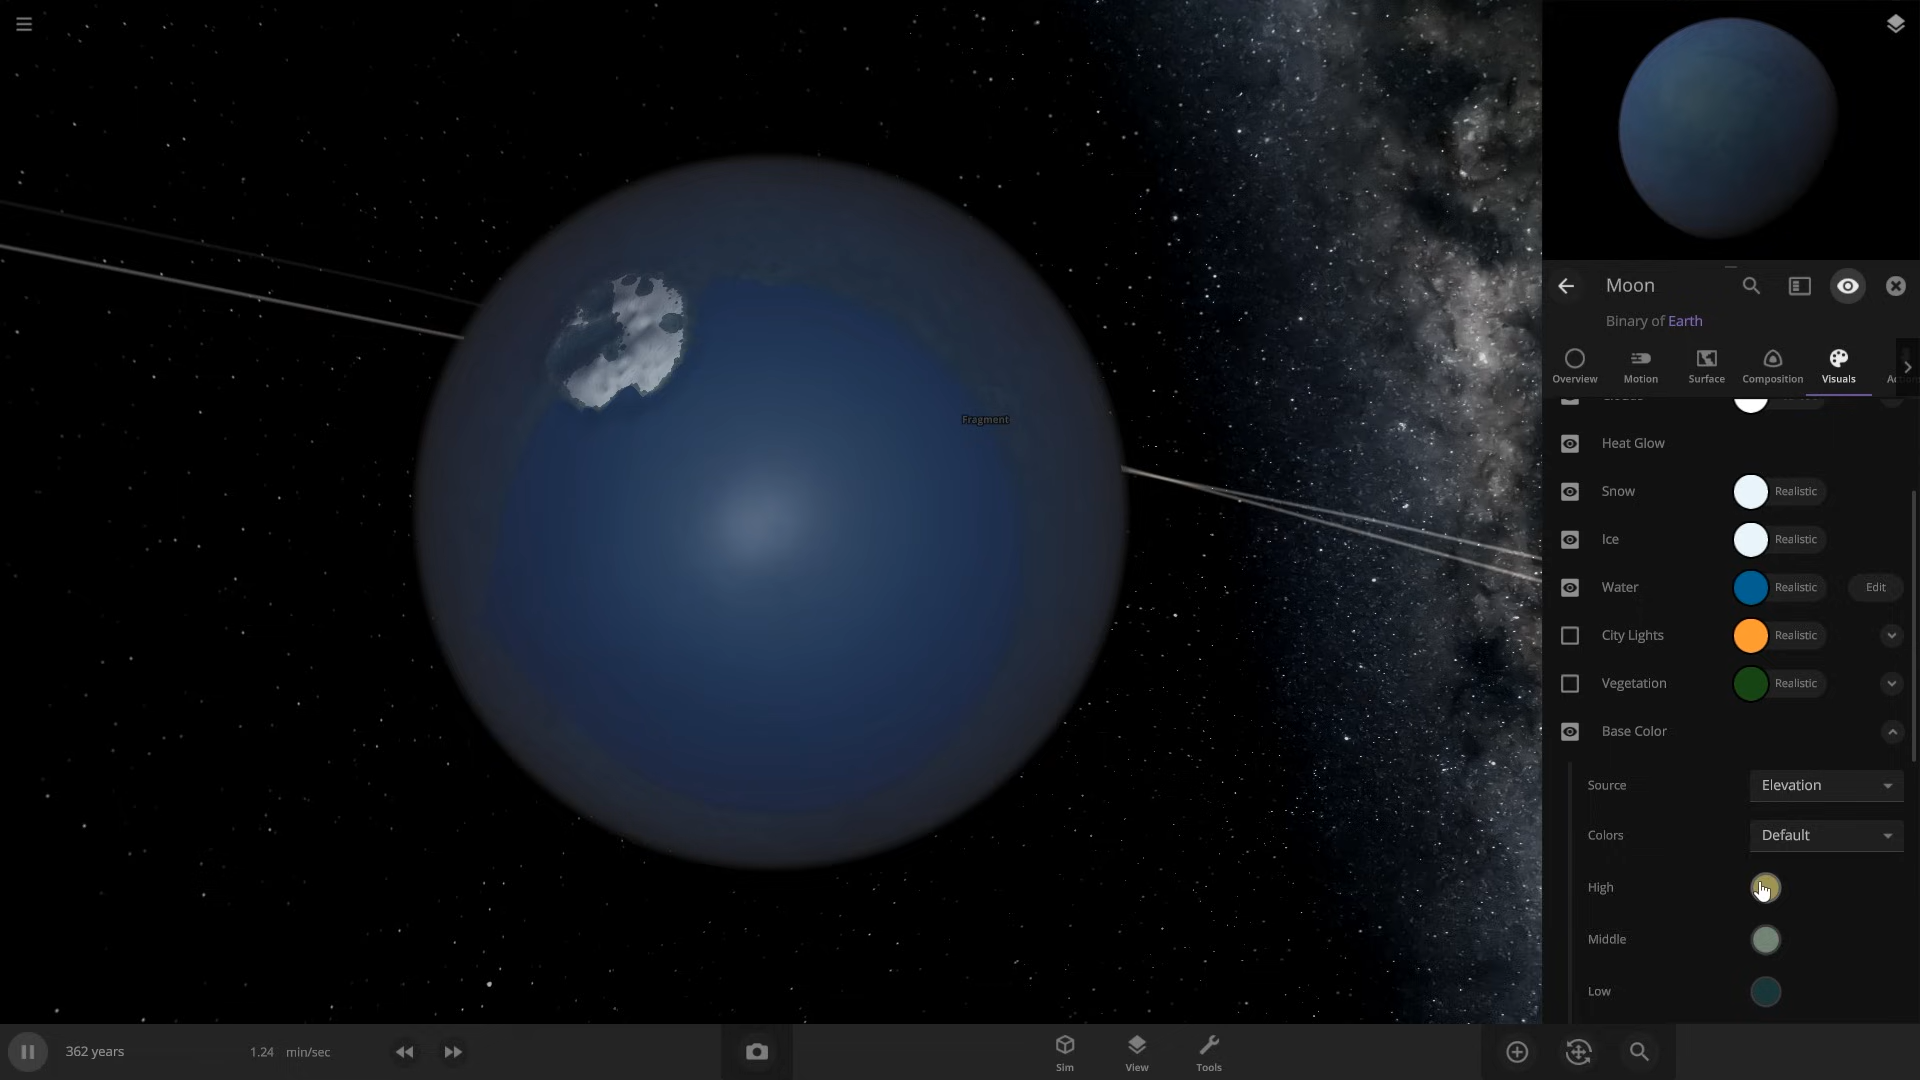 Moon
Binary of Earth
Overview
Motion
Surface
Composition
Visuals
Heat Glow
Snow
Realistic
Ice
Realistic
Water
Realistic
Edit
City Lights
Realistic
Vegetation
Realistic
Base Color
Source
Elevation
Colors
Default
High
Middle
Low
Fragment
362 years
1.24 min/sec
Sim
View
Tools